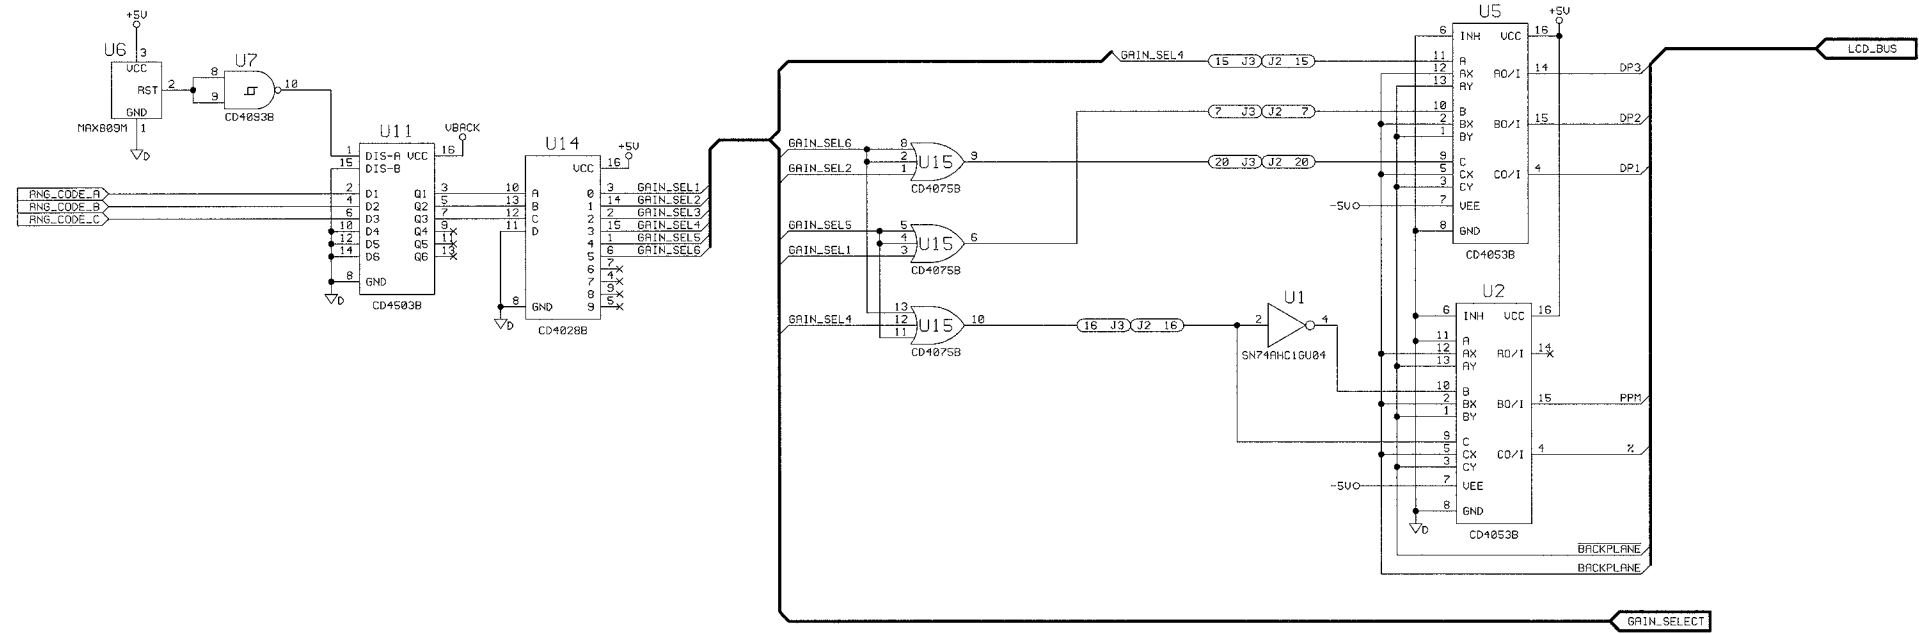 +5V
U6
3
VCC
RST
2
GND
MAX809M
1
D
U7
8
9
10
CD4093B
U11
VBACK
1 DIS-A VCC 16
15 DIS-B
RNG_CODE_A
RNG_CODE_B
RNG_CODE_C
2 D1 Q1 3
4 D2 Q2 5
6 D3 Q3 7
10 D4 Q4 9
12 D5 Q5 11
14 D6 Q6 13
8 GND
D
CD4503B
U14
+5V
VCC 16
10 A 0 3 GAIN_SEL1
13 B 1 14 GAIN_SEL2
12 C 2 2 GAIN_SEL3
11 D 3 15 GAIN_SEL4
4 1 GAIN_SEL5
5 6 GAIN_SEL6
6 7
7 4
8 9
8 GND 9 5
D
CD4028B
GAIN_SEL4
15 J3 J2 15
7 J3 J2 7
GAIN_SEL6
GAIN_SEL2
8
2
1
U15
9
CD4075B
20 J3 J2 20
GAIN_SEL5
GAIN_SEL1
5
4
3
U15
6
CD4075B
GAIN_SEL4
13
12
11
U15
10
CD4075B
16 J3 J2 16
U1
2
4
SN74AHC1GU04
U5
+5V
6 INH VCC 16
11 A
12 AX AO/I 14 DP3
13 AY
10 B
2 BX BO/I 15 DP2
1 BY
9 C
5 CX CO/I 4 DP1
3 CY
-5V 7 VEE
8 GND
CD4053B
U2
6 INH VCC 16
11 A
12 AX AO/I 14
13 AY
10 B
2 BX BO/I 15 PPM
1 BY
9 C
5 CX CO/I 4 %
3 CY
-5V 7 VEE
8 GND
D
CD4053B
BACKPLANE
BACKPLANE
LCD_BUS
GAIN_SELECT